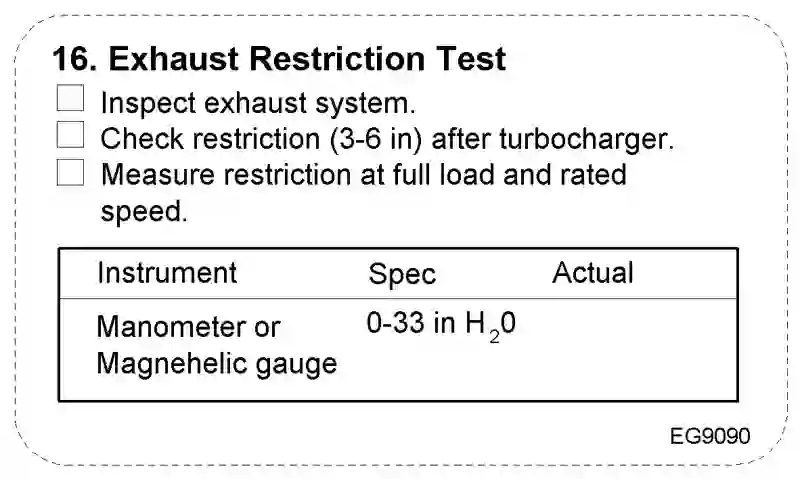 16. Exhaust Restriction Test
Inspect exhaust system.
Check restriction (3-6 in) after turbocharger.
Measure restriction at full load and rated
speed.
Instrument Spec Actual
Manometer or 0-33 in H₂0
Magnehelic gauge
EG9090